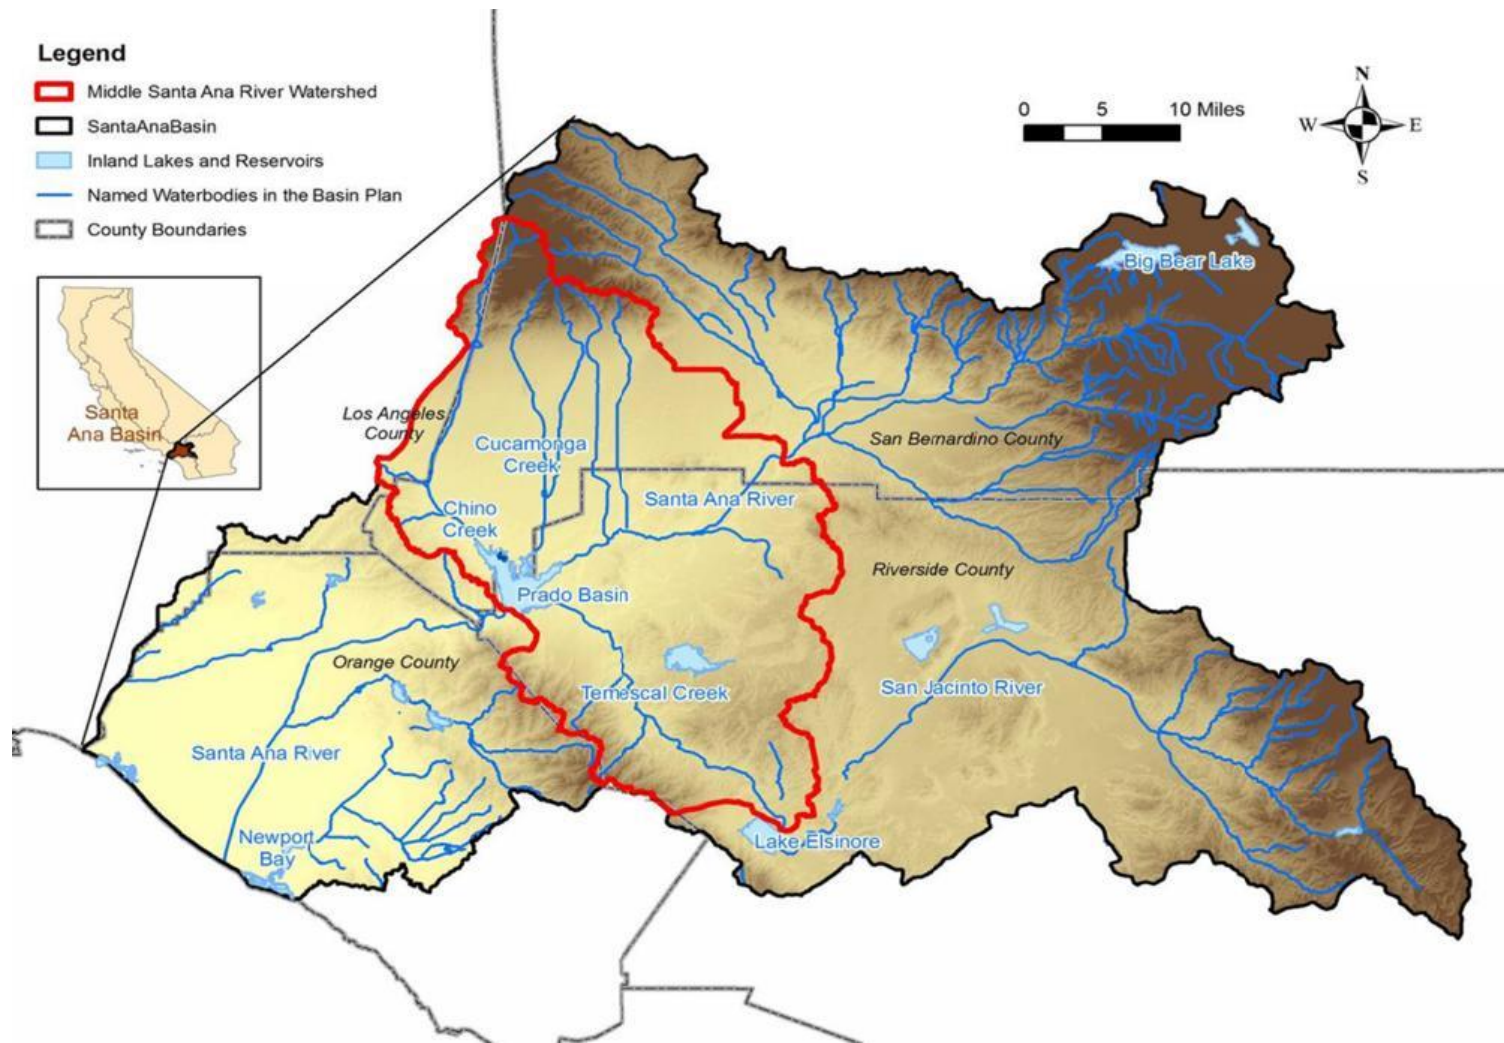 Legend
Middle Santa Ana River Watershed
SantaAnaBasin
Inland Lakes and Reservoirs
Named Waterbodies in the Basin Plan
County Boundaries
0 5 10 Miles
N
W E
S
Big Bear Lake
Santa
Ana Basin
Los Angeles
County
San Bernardino County
Cucamonga
Creek
Santa Ana River
Chino
Creek
Riverside County
Prado Basin
Orange County
Temescal Creek
San Jacinto River
Santa Ana River
Newport
Bay
Lake Elsinore